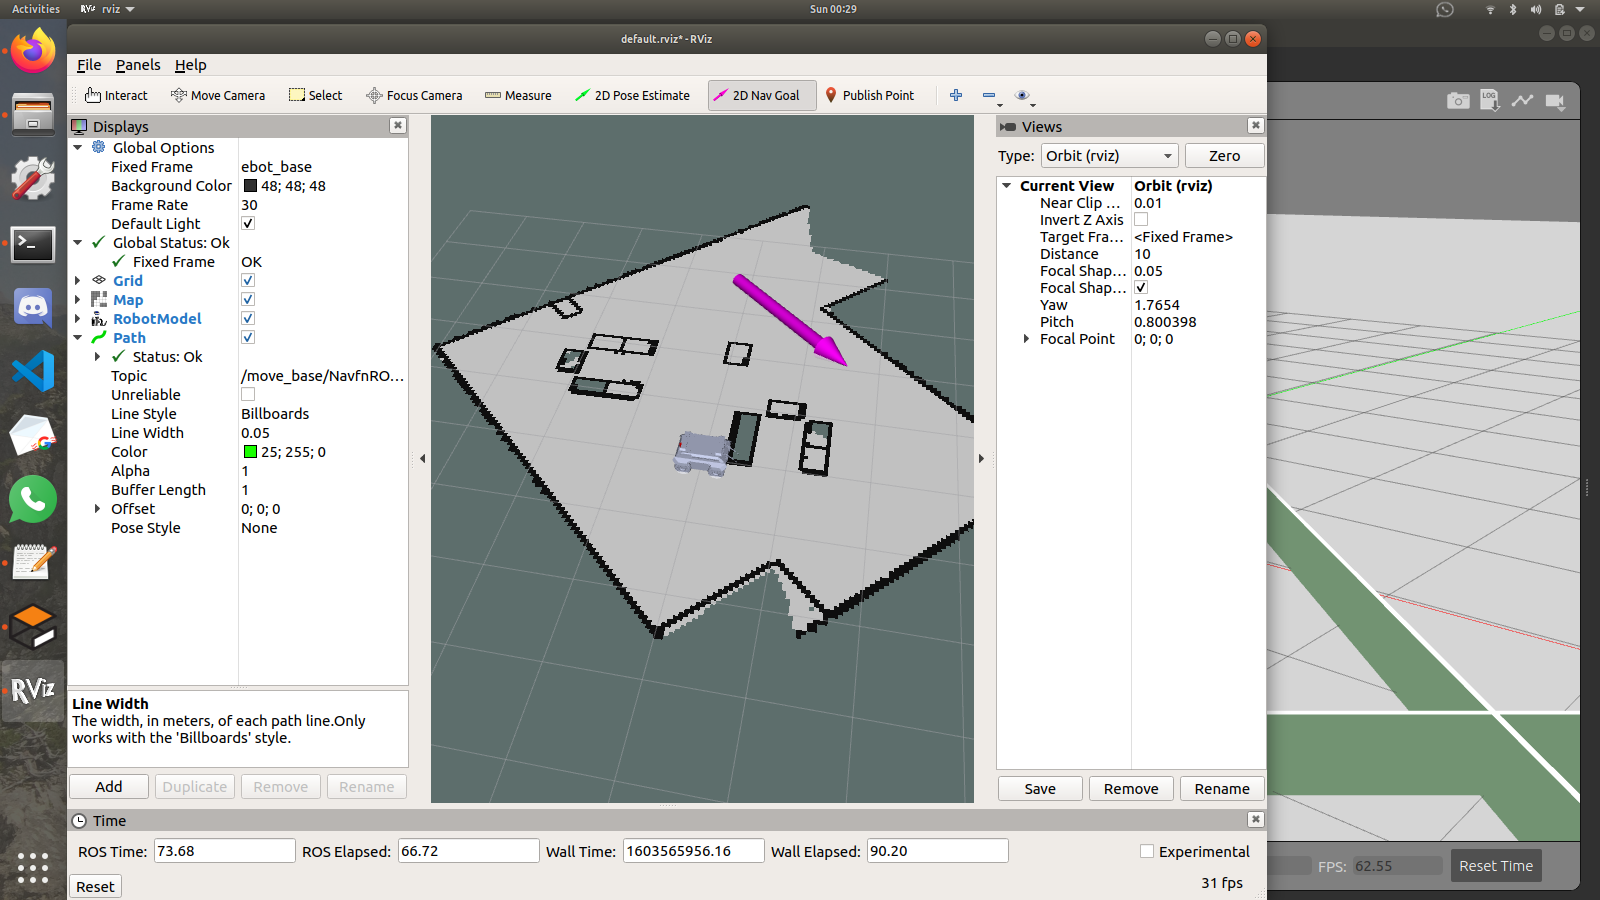 Activities
RViz rviz
Sun 00:29
default.rviz* - RViz
File Panels Help
Interact
Move Camera
Select
Focus Camera
Measure
2D Pose Estimate
2D Nav Goal
Publish Point
LOG
Displays
Global Options
Fixed Frame ebot_base
Background Color 48; 48; 48
Frame Rate 30
Default Light
Global Status: Ok
Fixed Frame OK
Grid
Map
RobotModel
Path
Status: Ok
Topic /move_base/NavfnRO...
Unreliable
Line Style Billboards
Line Width 0.05
Color 25; 255; 0
Alpha 1
Buffer Length 1
Offset 0; 0; 0
Pose Style None
Line Width
The width, in meters, of each path line.Only
works with the 'Billboards' style.
Add Duplicate Remove Rename
Views
Type: Orbit (rviz) Zero
Current View Orbit (rviz)
Near Clip ... 0.01
Invert Z Axis
Target Fra... <Fixed Frame>
Distance 10
Focal Shap... 0.05
Focal Shap...
Yaw 1.7654
Pitch 0.800398
Focal Point 0; 0; 0
Save Remove Rename
Time
ROS Time: 73.68 ROS Elapsed: 66.72 Wall Time: 1603565956.16 Wall Elapsed: 90.20 Experimental
Reset
31 fps
FPS: 62.55 Reset Time
RViz